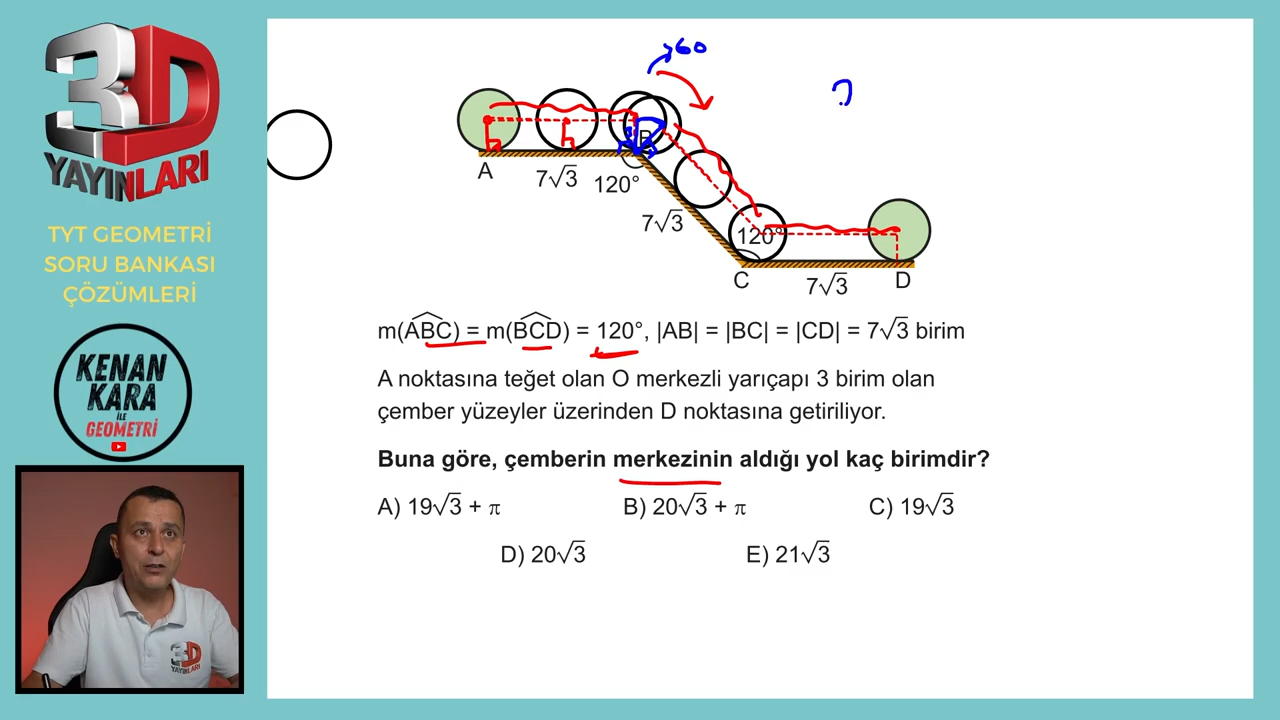 3D
YAYINLARI
TYT GEOMETRİ
SORU BANKASI
ÇÖZÜMLERİ
KENAN
KARA
İLE
GEOMETRİ
3D
YAYINLARI
60
?
A
7√3
120°
B
7√3
120°
C
7√3
D
m(ABC) = m(BCD) = 120°, |AB| = |BC| = |CD| = 7√3 birim
A noktasına teğet olan O merkezli yarıçapı 3 birim olan
çember yüzeyler üzerinden D noktasına getiriliyor.
Buna göre, çemberin merkezinin aldığı yol kaç birimdir?
A) 19√3 + π
B) 20√3 + π
C) 19√3
D) 20√3
E) 21√3